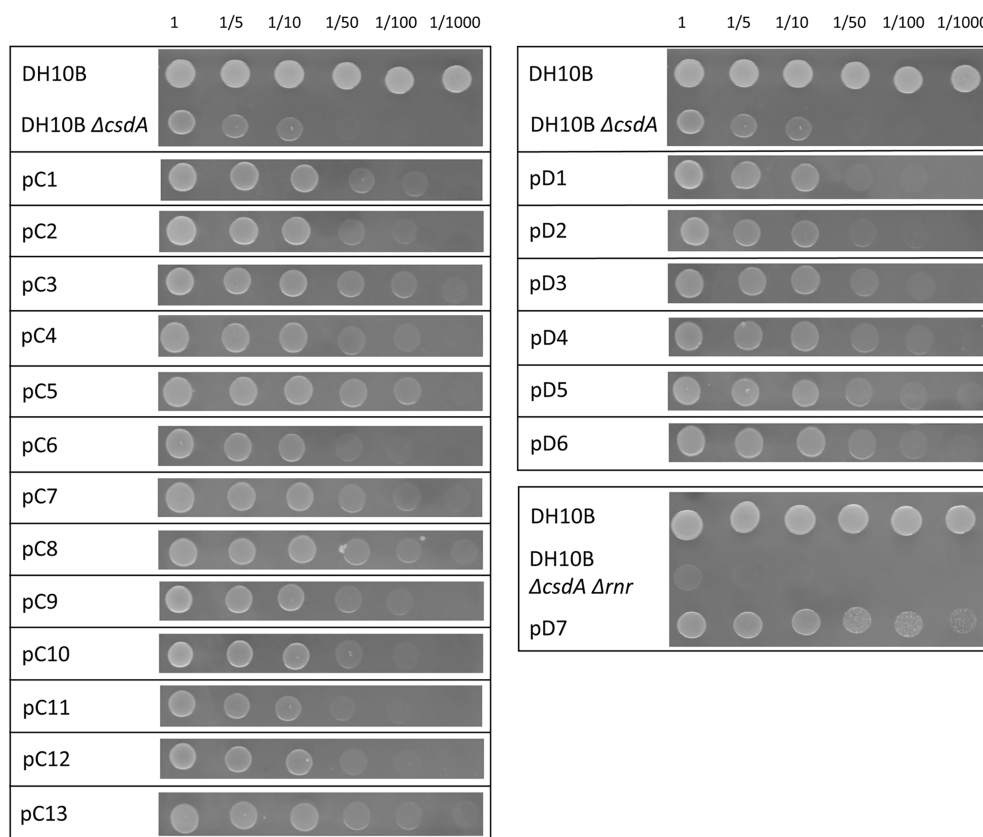 1 1/5 1/10 1/50 1/100 1/1000
DH10B
DH10B ΔcsdA
pC1
pC2
pC3
pC4
pC5
pC6
pC7
pC8
pC9
pC10
pC11
pC12
pC13
1 1/5 1/10 1/50 1/100 1/1000
DH10B
DH10B ΔcsdA
pD1
pD2
pD3
pD4
pD5
pD6
DH10B
DH10B
ΔcsdA Δrnr
pD7